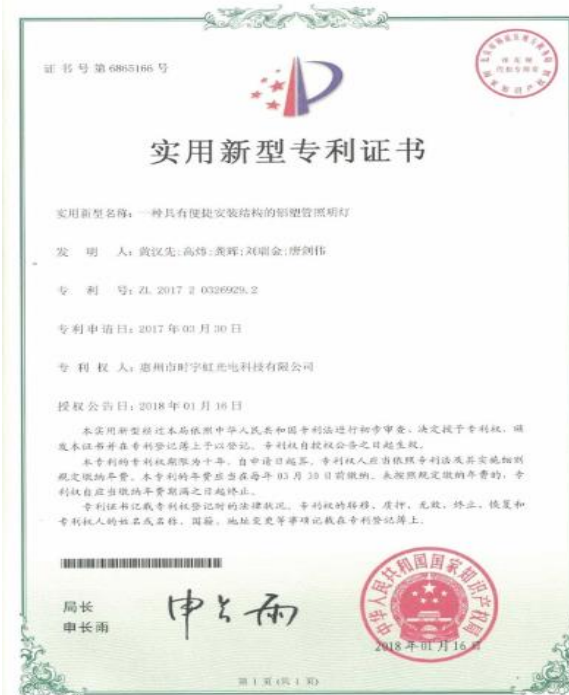 证书号第6865166号
实用新型专利证书
实用新型名称：一种具有便捷安装结构的铝塑管照明灯
发 明 人：黄汉先;高炜;龚晖;刘瑞金;唐剑伟
专 利 号：ZL 2017 2 0326929.2
专利申请日：2017年03月30日
专 利 权 人：惠州市时宇虹光电科技有限公司
授权公告日：2018年01月16日
本实用新型经过本局依照中华人民共和国专利法进行初步审查，决定授予专利权，颁
发本证书并在专利登记簿上予以登记。专利权自授权公告之日起生效。
本专利的专利权期限为十年，自申请日起算。专利权人应当依照专利法及其实施细则
规定缴纳年费。本专利的年费应当在每年03月30日前缴纳。未按照规定缴纳年费的，专
利权自应当缴纳年费期满之日起终止。
专利证书记载专利权登记时的法律状况。专利权的转移、质押、无效、终止、恢复和
专利权人的姓名或名称、国籍、地址变更等事项记载在专利登记簿上。
局长
申长雨
申长雨
中华人民共和国国家知识产权局
2018年01月16日
第1页(共1页)